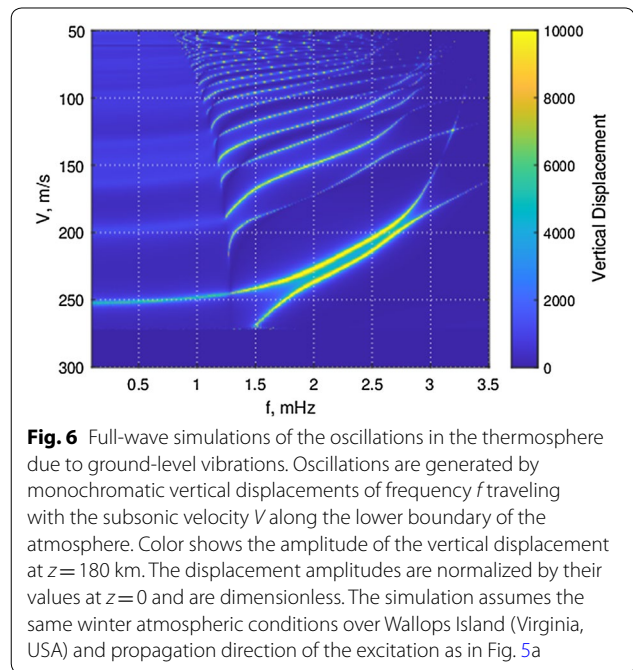 50
100
150
200
250
300
V, m/s
0.5
1
1.5
2
2.5
3
3.5
f, mHz
10000
8000
6000
4000
2000
0
Vertical Displacement
Fig. 6 Full-wave simulations of the oscillations in the thermosphere
due to ground-level vibrations. Oscillations are generated by
monochromatic vertical displacements of frequency f traveling
with the subsonic velocity V along the lower boundary of the
atmosphere. Color shows the amplitude of the vertical displacement
at z = 180 km. The displacement amplitudes are normalized by their
values at z = 0 and are dimensionless. The simulation assumes the
same winter atmospheric conditions over Wallops Island (Virginia,
USA) and propagation direction of the excitation as in Fig. 5a